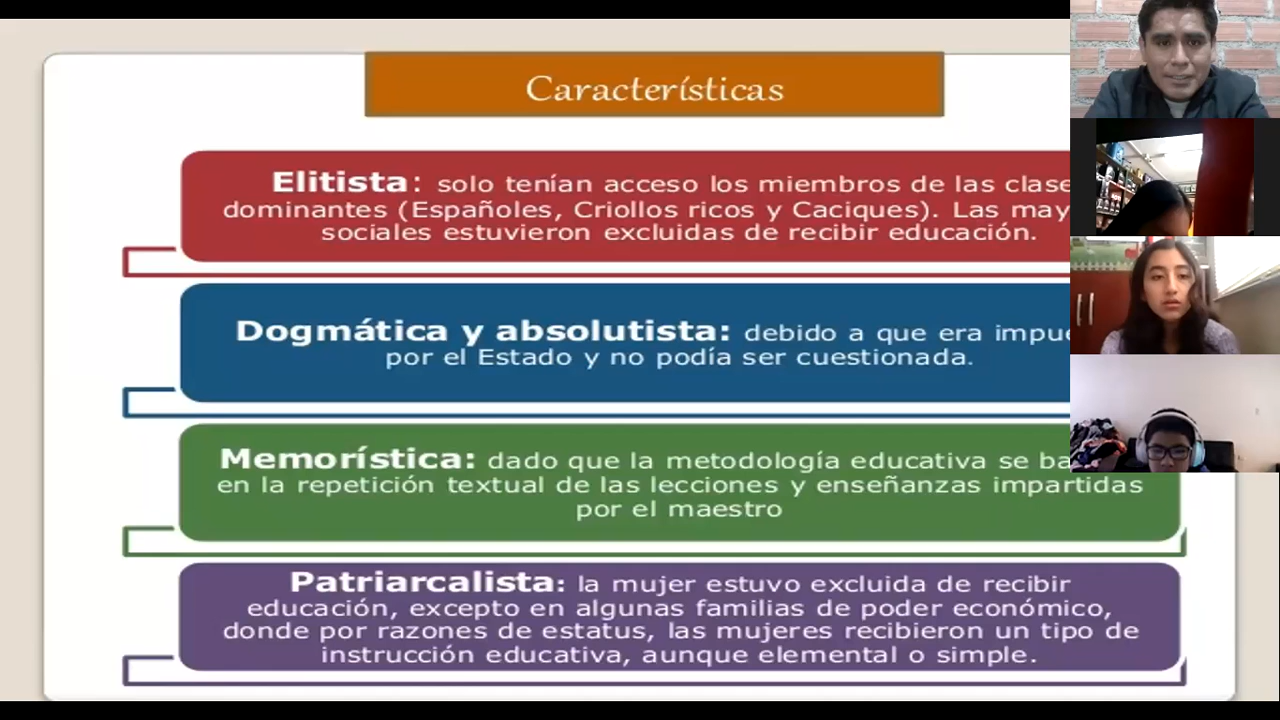 Características
Elitista: solo tenían acceso los miembros de las clase
dominantes (Españoles, Criollos ricos y Caciques). Las may
sociales estuvieron excluidas de recibir educación.
Dogmática y absolutista: debido a que era impue
por el Estado y no podía ser cuestionada.
Memorística: dado que la metodología educativa se ba
en la repetición textual de las lecciones y enseñanzas impartidas
por el maestro
Patriarcalista: la mujer estuvo excluida de recibir
educación, excepto en algunas familias de poder económico,
donde por razones de estatus, las mujeres recibieron un tipo de
instrucción educativa, aunque elemental o simple.